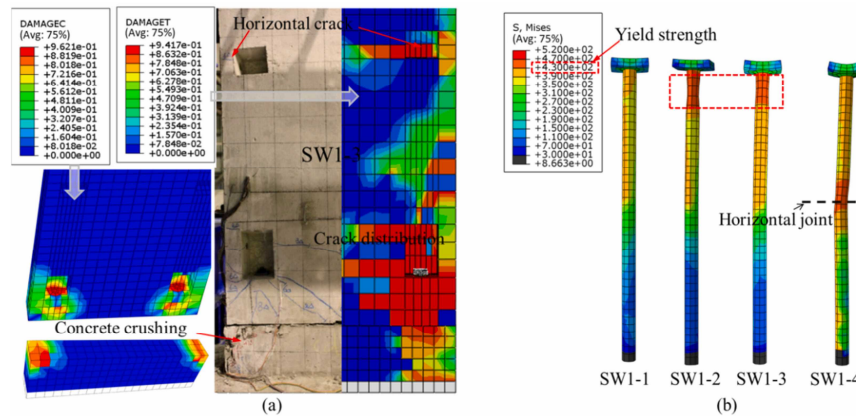 (a)
DAMAGEC
(Avg: 75%)
+9.621e-01
+8.819e-01
+8.018e-01
+7.216e-01
+6.414e-01
+5.612e-01
+4.811e-01
+4.009e-01
+3.207e-01
+2.405e-01
+1.604e-01
+8.018e-02
+0.000e+00
DAMAGET
(Avg: 75%)
+9.417e-01
+8.632e-01
+7.848e-01
+7.063e-01
+6.278e-01
+5.493e-01
+4.709e-01
+3.924e-01
+3.139e-01
+2.354e-01
+1.570e-01
+7.848e-02
+0.000e+00
Horizontal crack
SW1-3
Crack distribution
Concrete crushing
(a)
(b)
S, Mises
(Avg: 75%)
+5.200e+02
+4.700e+02
+4.300e+02
+3.900e+02
+3.500e+02
+3.100e+02
+2.700e+02
+2.300e+02
+1.900e+02
+1.500e+02
+1.100e+02
+7.000e+01
+3.000e+01
+8.663e+00
Yield strength
Horizontal joint
SW1-1
SW1-2
SW1-3
SW1-4
(b)